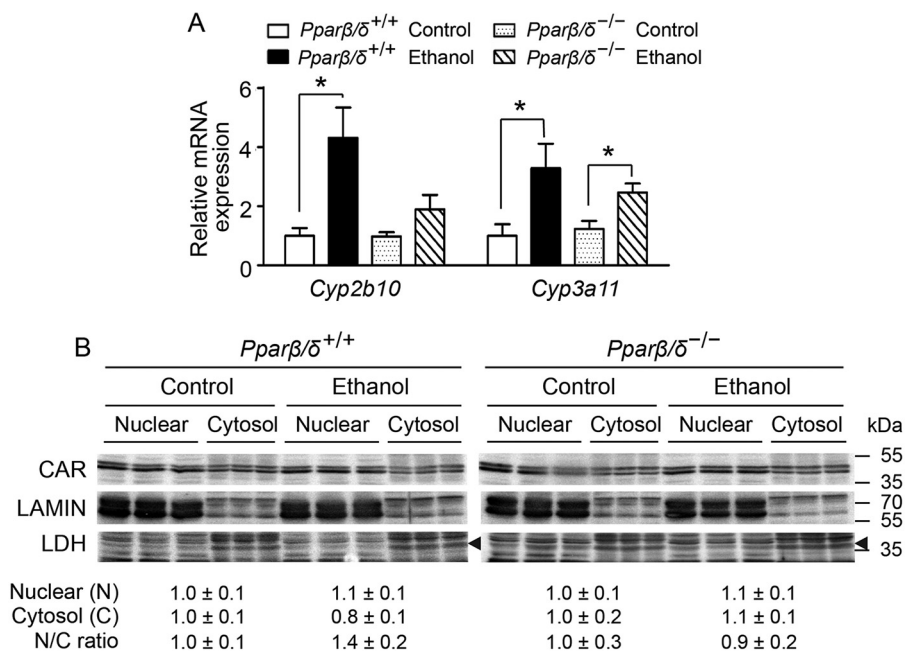 A
Pparβ/δ+/+ Control Pparβ/δ−/− Control
Pparβ/δ+/+ Ethanol Pparβ/δ−/− Ethanol
Relative mRNA
expression
6
4
2
0
* * *
Cyp2b10 Cyp3a11
B
Pparβ/δ+/+ Pparβ/δ−/−
Control Ethanol Control Ethanol
Nuclear Cytosol Nuclear Cytosol Nuclear Cytosol Nuclear Cytosol kDa
CAR 55
35
LAMIN 70
55
LDH 35
Nuclear (N) 1.0 ± 0.1 1.1 ± 0.1 1.0 ± 0.1 1.1 ± 0.1
Cytosol (C) 1.0 ± 0.1 0.8 ± 0.1 1.0 ± 0.2 1.1 ± 0.1
N/C ratio 1.0 ± 0.1 1.4 ± 0.2 1.0 ± 0.3 0.9 ± 0.2